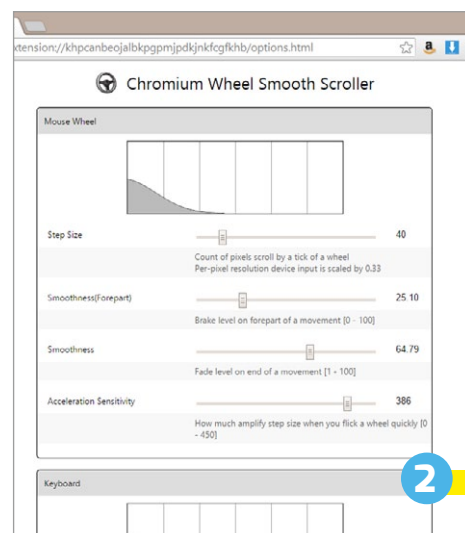 xtension://khpcanbeojalbkpgpmjpdkjnkfcgfkhb/options.html
Chromium Wheel Smooth Scroller
Mouse Wheel
Step Size 40
Count of pixels scroll by a tick of a wheel
Per-pixel resolution device input is scaled by 0.33
Smoothness(Forepart) 25.10
Brake level on forepart of a movement [0 - 100]
Smoothness 64.79
Fade level on end of a movement [1 - 100]
Acceleration Sensitivity 386
How much amplify step size when you flick a wheel quickly [0
- 450]
2
Keyboard